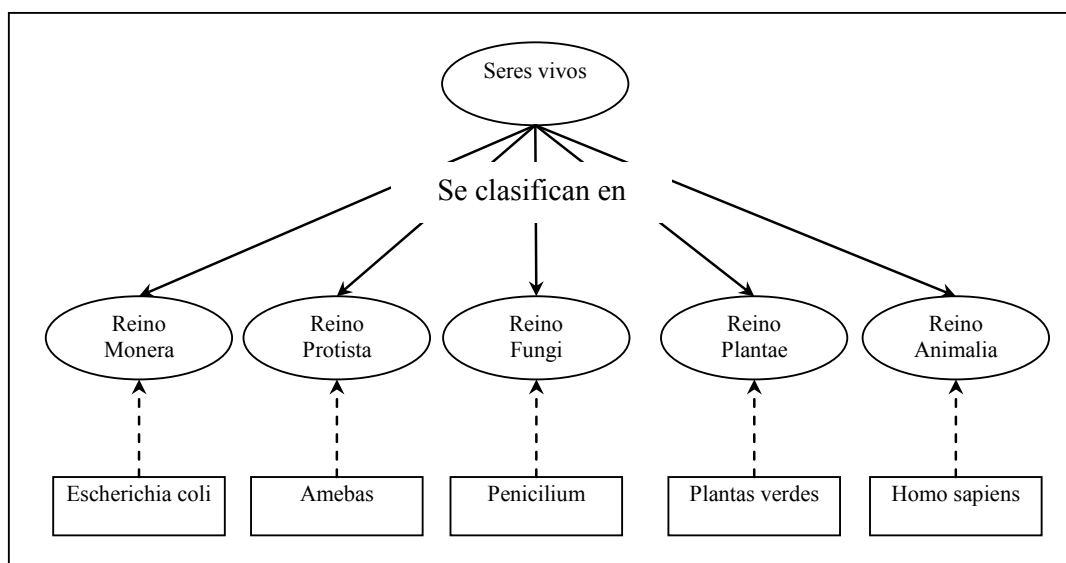 Seres vivos
Se clasifican en
Reino
Monera
Reino
Protista
Reino
Fungi
Reino
Plantae
Reino
Animalia
Escherichia coli
Amebas
Penicilium
Plantas verdes
Homo sapiens